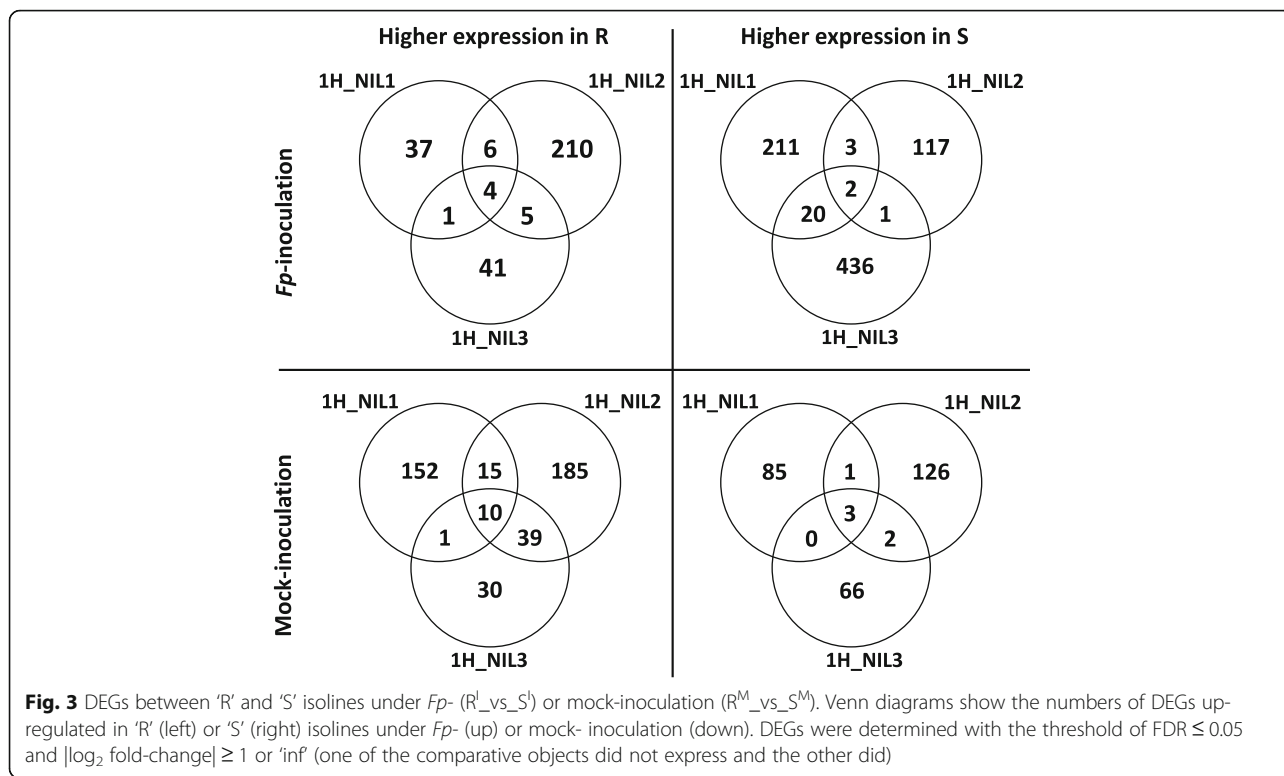 Higher expression in R
Higher expression in S
Fp-inoculation
1H_NIL1
1H_NIL2
37
6
210
4
1
5
41
1H_NIL3
1H_NIL1
1H_NIL2
211
3
117
2
20
1
436
1H_NIL3
Mock-inoculation
1H_NIL1
1H_NIL2
152
15
185
10
1
39
30
1H_NIL3
1H_NIL1
1H_NIL2
85
1
126
3
0
2
66
1H_NIL3
Fig. 3 DEGs between ‘R’ and ‘S’ isolines under Fp- (Rᴵ_vs_Sᴵ) or mock-inoculation (Rᴹ_vs_Sᴹ). Venn diagrams show the numbers of DEGs up-
regulated in ‘R’ (left) or ‘S’ (right) isolines under Fp- (up) or mock- inoculation (down). DEGs were determined with the threshold of FDR ≤ 0.05
and |log₂ fold-change| ≥ 1 or ‘inf’ (one of the comparative objects did not express and the other did)